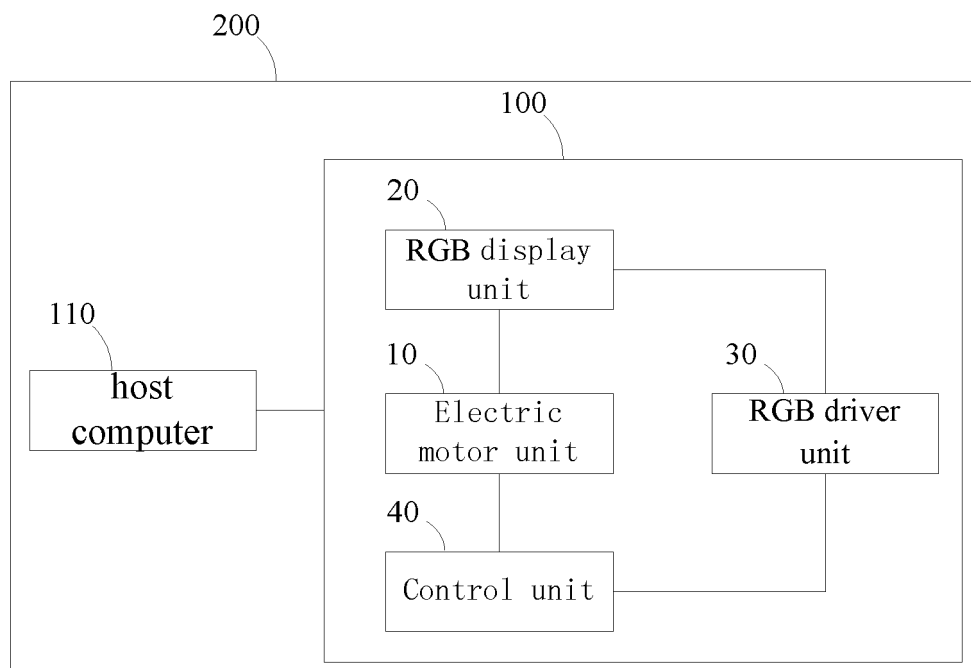 200
100
20
RGB display
unit
110
host
computer
10
Electric
motor unit
30
RGB driver
unit
40
Control unit